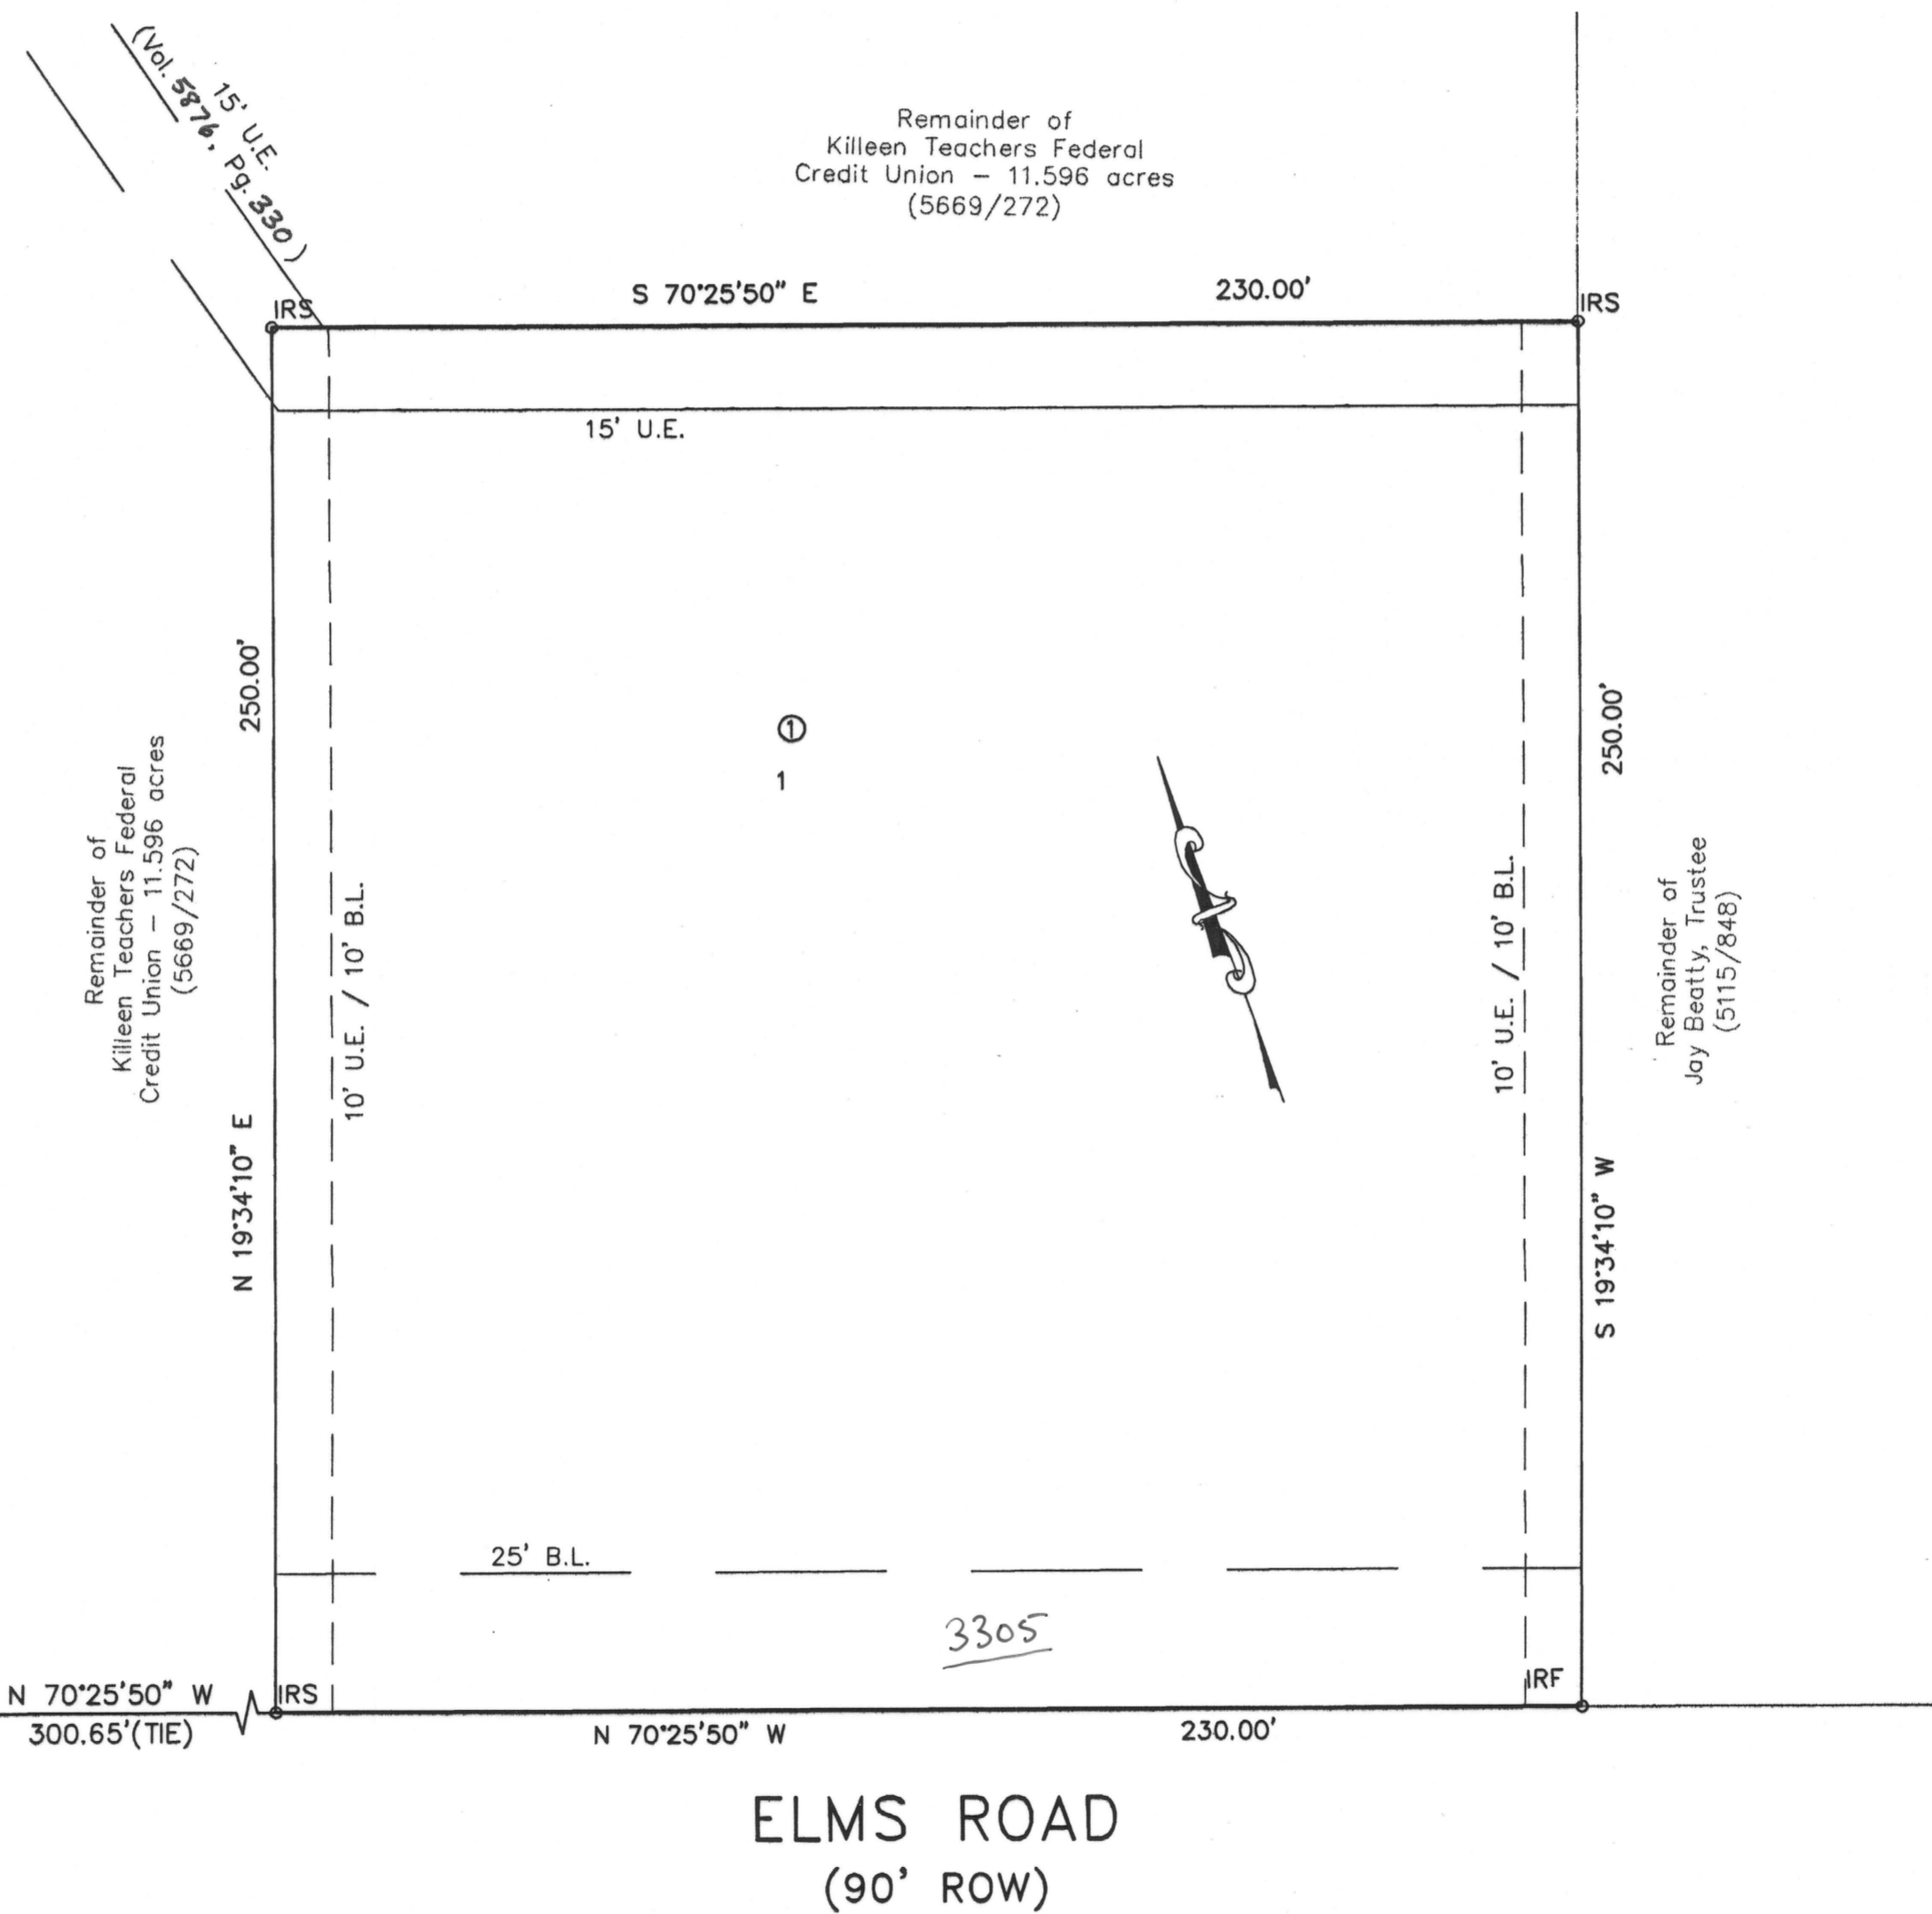 15' U.E.
(Vol. 5876, Pg. 330)
Remainder of
Killeen Teachers Federal
Credit Union - 11.596 acres
(5669/272)
IRS
S 70°25'50" E
230.00'
IRS
15' U.E.
250.00'
N 19°34'10" E
Remainder of
Killeen Teachers Federal
Credit Union - 11.596 acres
(5669/272)
10' U.E. / 10' B.L.
1
1
10' U.E. / 10' B.L.
250.00'
S 19°34'10" W
Remainder of
Jay Beatty, Trustee
(5115/848)
25' B.L.
3305
N 70°25'50" W
300.65'(TIE)
IRS
IRF
N 70°25'50" W
230.00'
ELMS ROAD
(90' ROW)